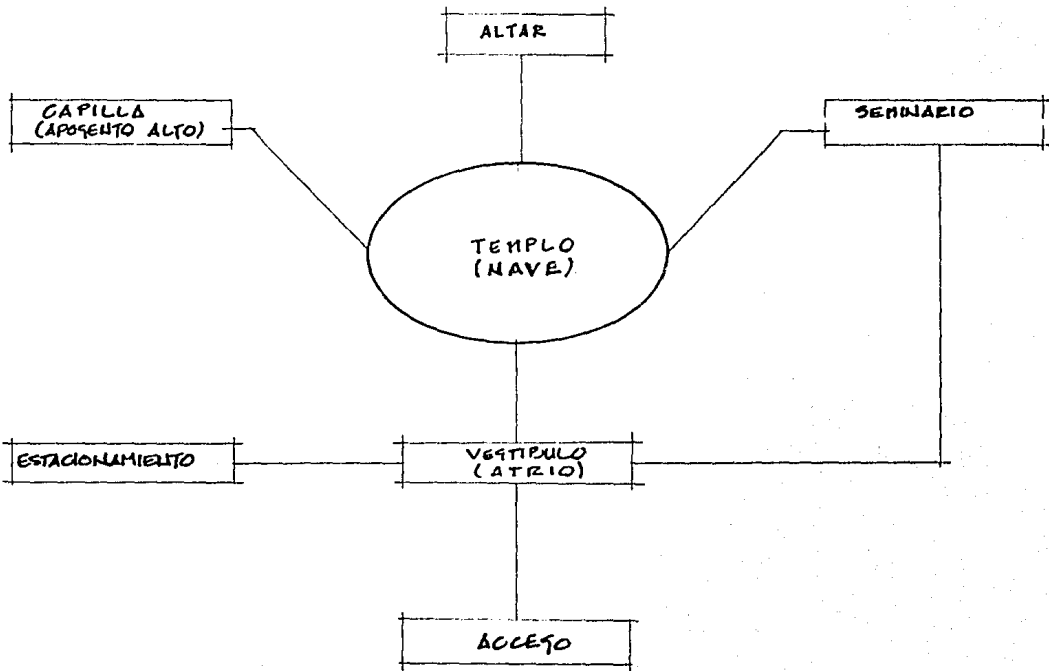 ALTAR
CAPILLA
(APOSENTO ALTO)
SEMINARIO
TEMPLO
(NAVE)
ESTACIONAMIENTO
VESTIBULO
(ATRIO)
ACCESO